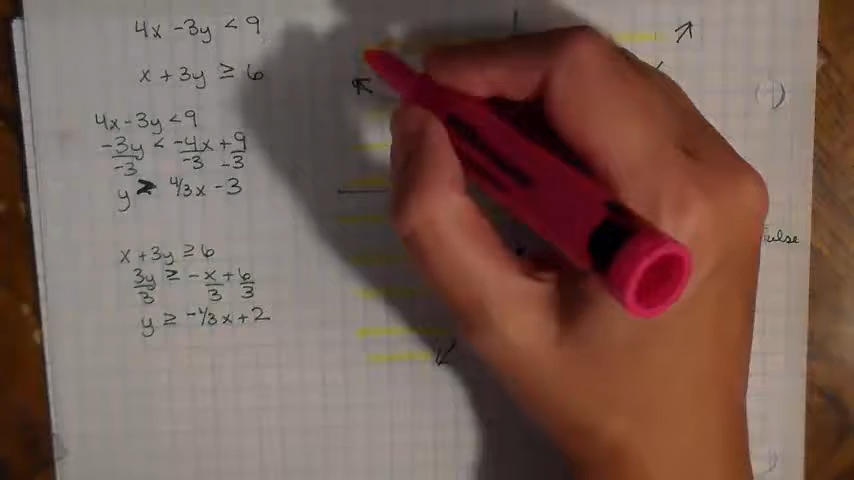 4x - 3y < 9
x + 3y ≥ 6
4x - 3y < 9
-3y < -4x + 9
-3 -3 -3
y > 4/3x - 3
x + 3y ≥ 6
3y ≥ -x + 6
3 3 3
y ≥ -1/3x + 2